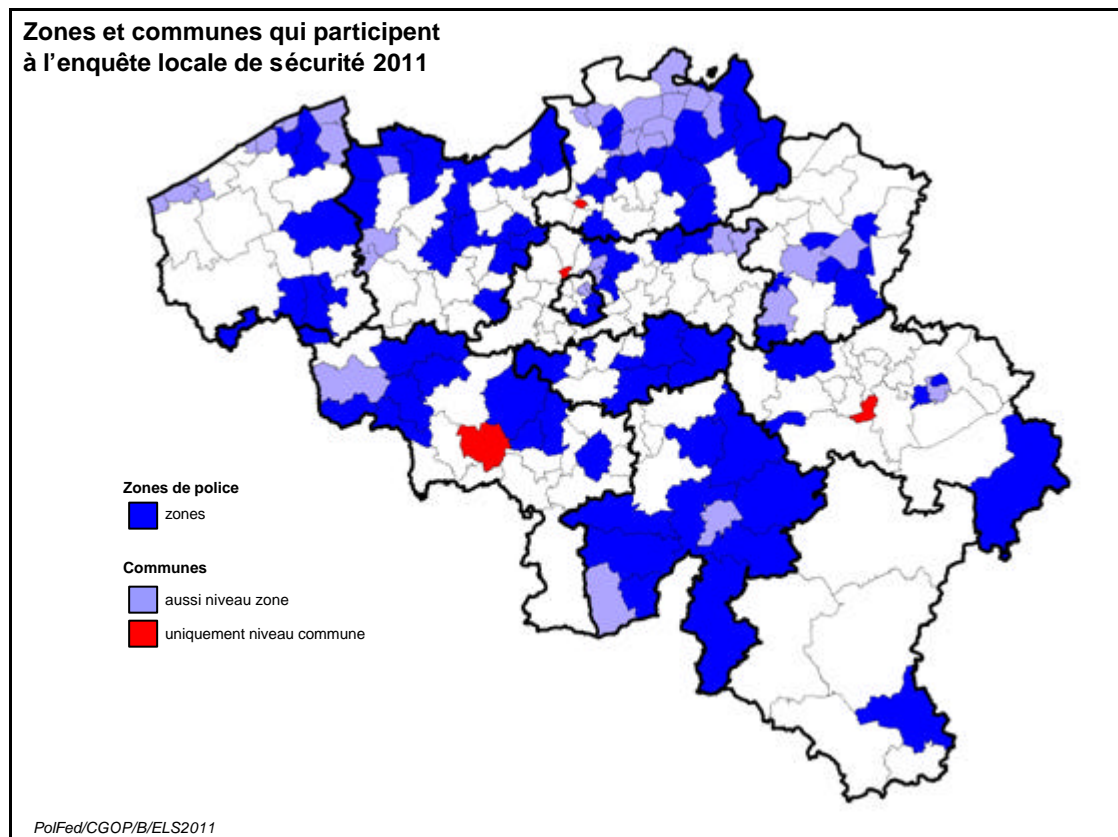 Zones et communes qui participent
à l'enquête locale de sécurité 2011
Zones de police
zones
Communes
aussi niveau zone
uniquement niveau commune
PolFed/CGOP/B/ELS2011